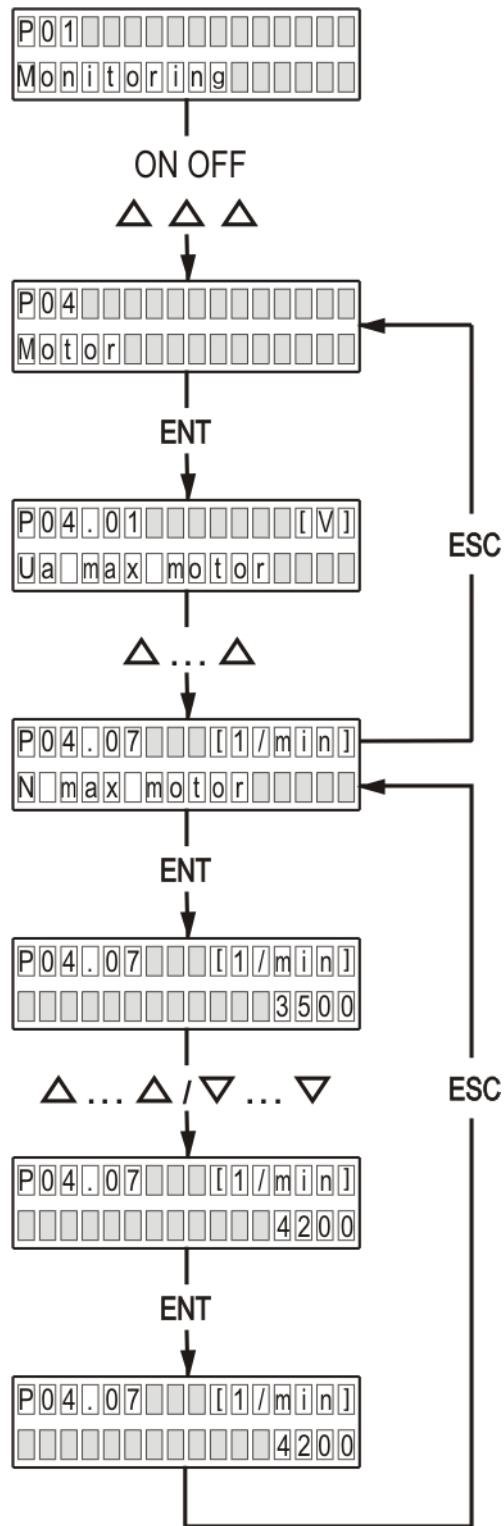 P01
Monitoring
ON OFF
△ △ △
P04
Motor
ENT
P04.01 [V]
Ua max motor
ESC
△ ... △
P04.07 [1/min]
N max motor
ENT
P04.07 [1/min]
3500
ESC
△ ... △ / ▽ ... ▽
P04.07 [1/min]
4200
ENT
P04.07 [1/min]
4200